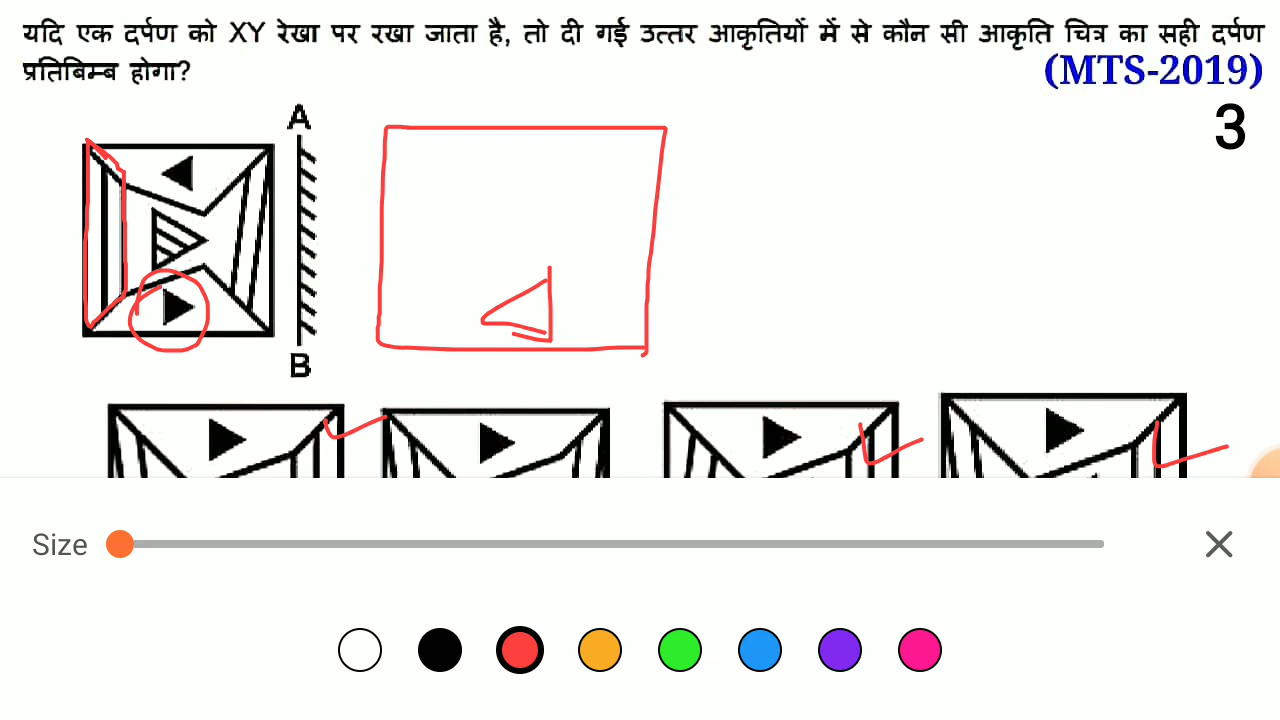 यदि एक दर्पण को XY रेखा पर रखा जाता है, तो दी गई उत्तर आकृतियों में से कौन सी आकृति चित्र का सही दर्पण
प्रतिबिम्ब होगा?
(MTS-2019)
3
A
B
Size